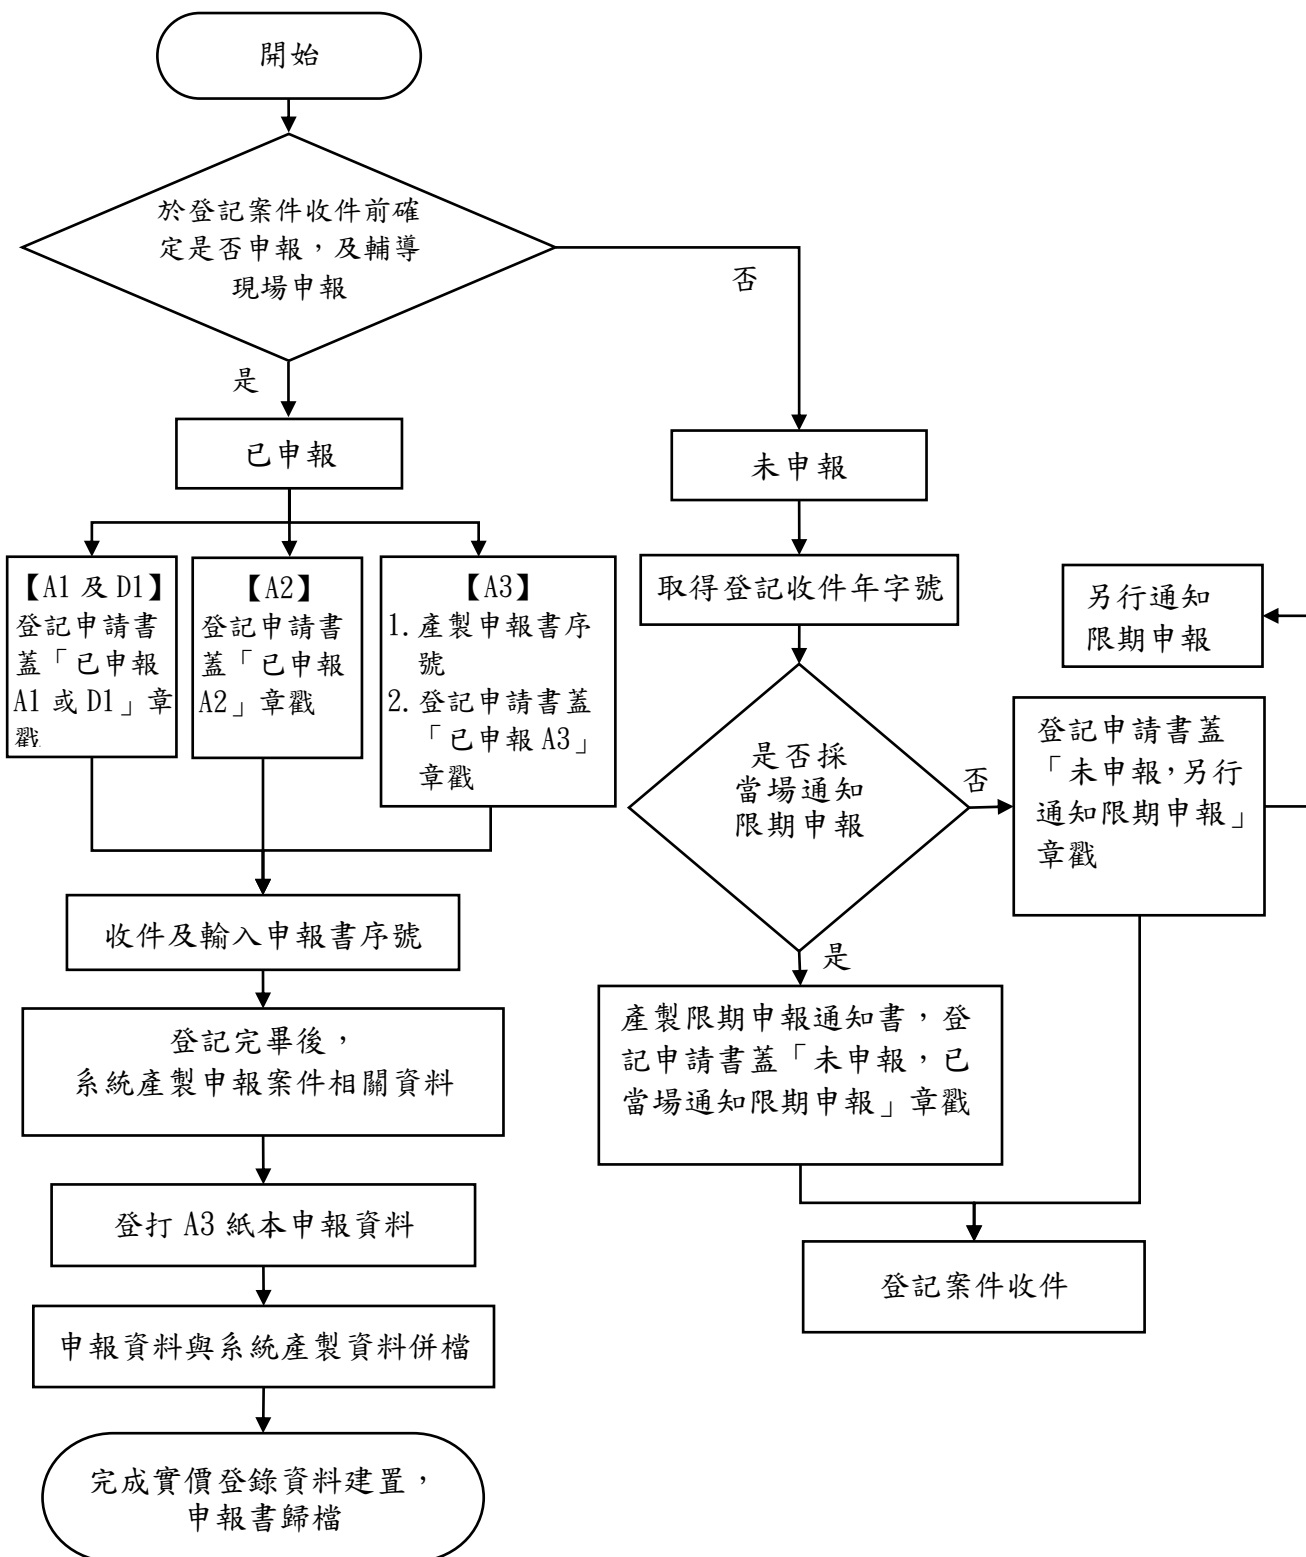 開始
於登記案件收件前確
定是否申報，及輔導
現場申報
否
是
已申報
未申報
【A1 及 D1】
登記申請書
蓋「已申報
A1 或 D1」章
戳
【A2】
登記申請書
蓋「已申報
A2」章戳
【A3】
1. 產製申報書序
號
2. 登記申請書蓋
「已申報 A3」
章戳
取得登記收件年字號
另行通知
限期申報
是否採
當場通知
限期申報
否
登記申請書蓋
「未申報，另行
通知限期申報」
章戳
是
收件及輸入申報書序號
產製限期申報通知書，登
記申請書蓋「未申報，已
當場通知限期申報」章戳
登記完畢後，
系統產製申報案件相關資料
登打 A3 紙本申報資料
登記案件收件
申報資料與系統產製資料併檔
完成實價登錄資料建置，
申報書歸檔